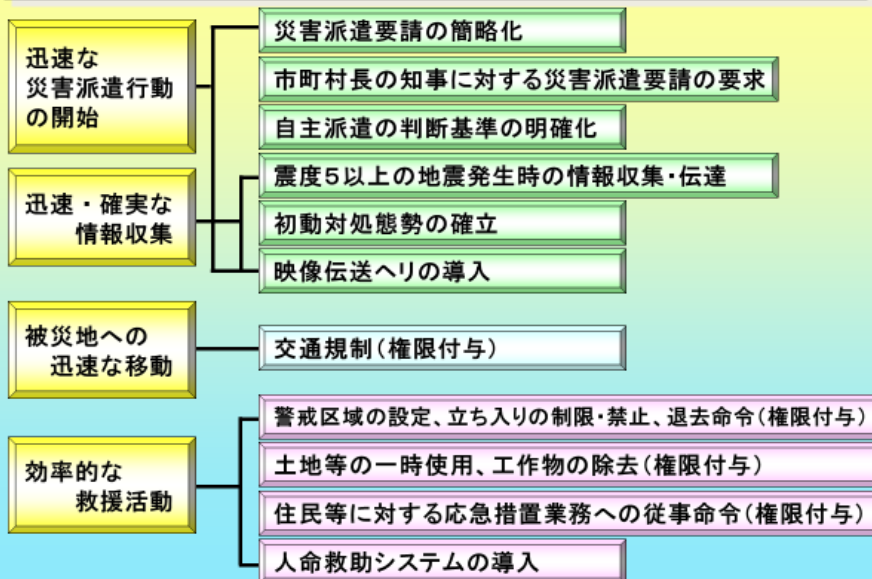 迅速な
災害派遣行動
の開始
災害派遣要請の簡略化
市町村長の知事に対する災害派遣要請の要求
自主派遣の判断基準の明確化
迅速・確実な
情報収集
震度5以上の地震発生時の情報収集・伝達
初動対処態勢の確立
映像伝送ヘリの導入
被災地への
迅速な移動
交通規制(権限付与)
効率的な
救援活動
警戒区域の設定、立ち入りの制限・禁止、退去命令(権限付与)
土地等の一時使用、工作物の除去(権限付与)
住民等に対する応急措置業務への従事命令(権限付与)
人命救助システムの導入